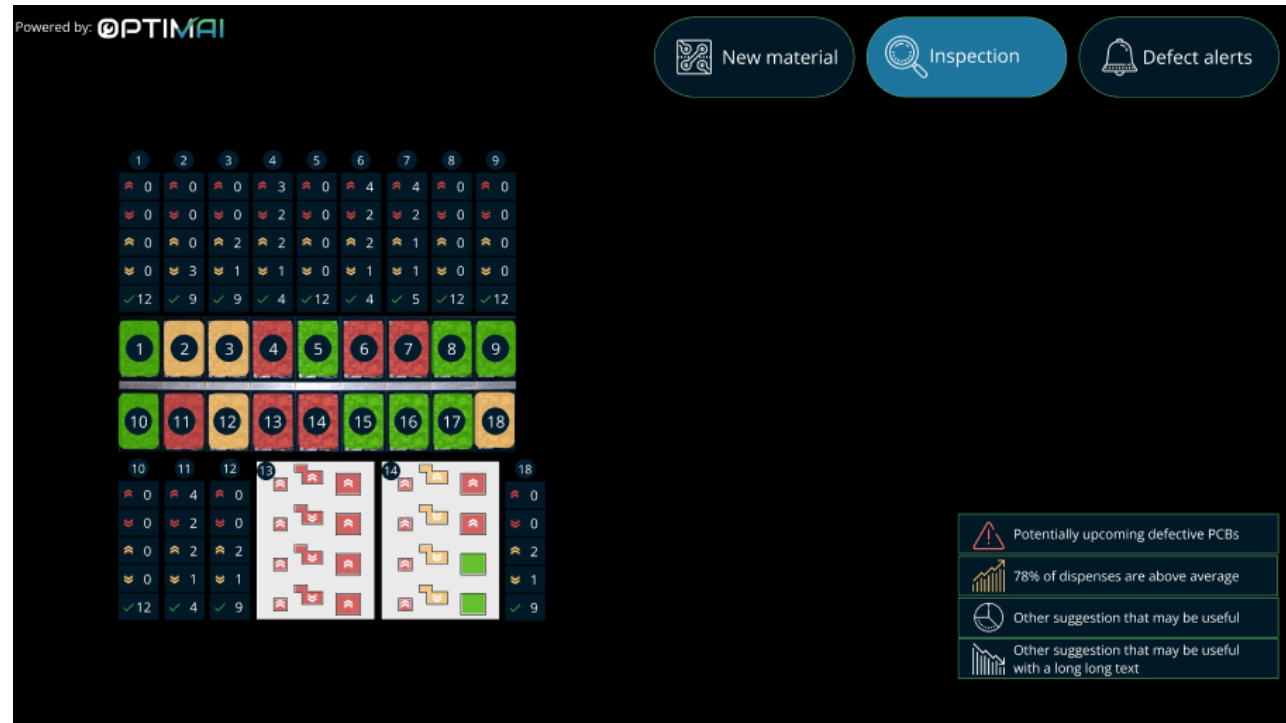 Powered by: OPTIMAI
New material
Inspection
Defect alerts
1 2 3 4 5 6 7 8 9
0 0 0 3 0 4 4 0 0
0 0 0 2 0 2 2 0 0
0 0 2 2 0 2 1 0 0
0 3 1 1 0 1 1 0 0
12 9 9 4 12 4 5 12 12
1 2 3 4 5 6 7 8 9
10 11 12 13 14 15 16 17 18
10 11 12 13 14 18
0 4 0 0
0 2 0 0
0 2 2 2
0 1 1 1
12 4 9 9
Potentially upcoming defective PCBs
78% of dispenses are above average
Other suggestion that may be useful
Other suggestion that may be useful
with a long long text